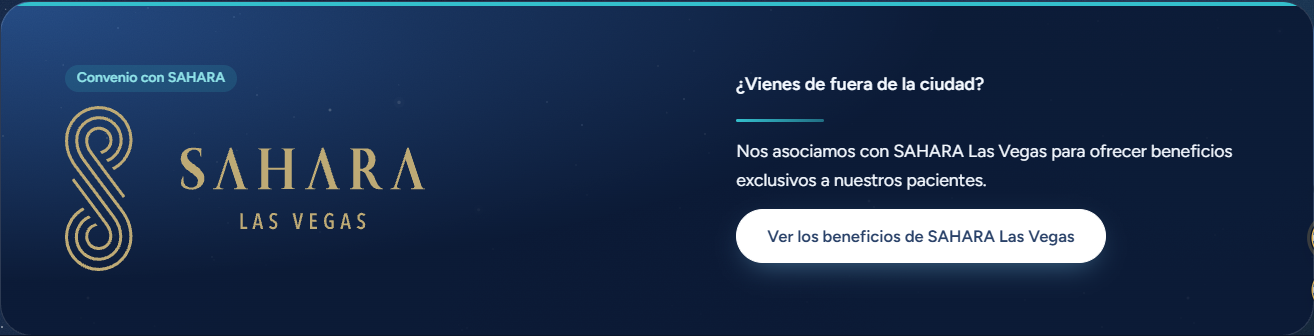 Convenio con SAHARA
SAHARA
LAS VEGAS
¿Vienes de fuera de la ciudad?
Nos asociamos con SAHARA Las Vegas para ofrecer beneficios
exclusivos a nuestros pacientes.
Ver los beneficios de SAHARA Las Vegas